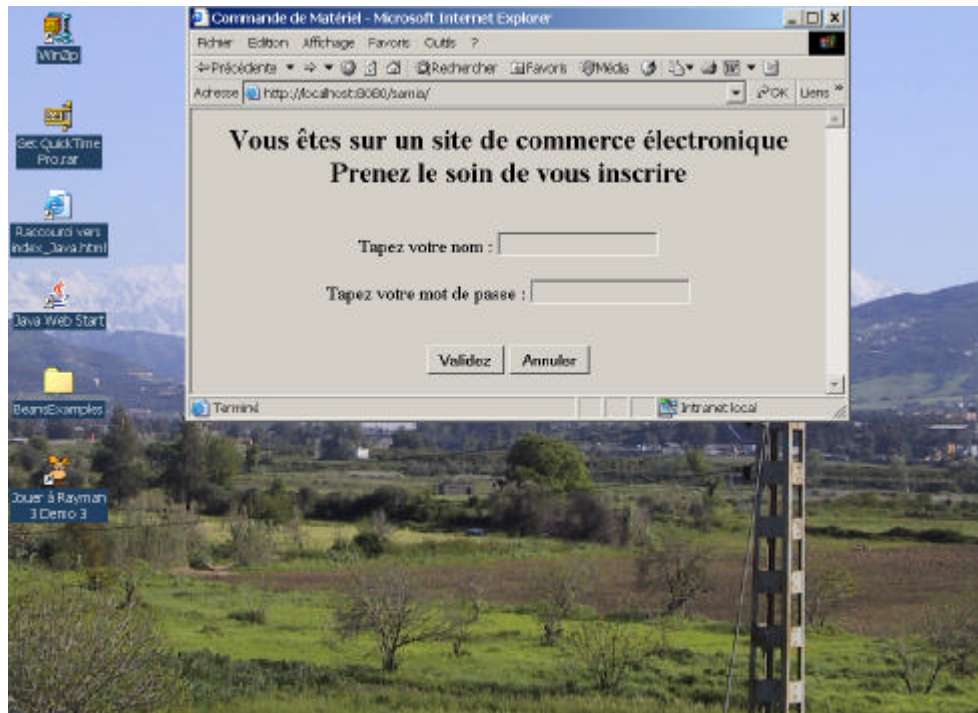 WinZip
Get QuickTime
Pro.rar
Raccourci vers
index_Java.html
Java Web Start
BeansExamples
Jouer à Rayman
3 Demo 3
Commande de Matériel - Microsoft Internet Explorer
Fichier Edition Affichage Favoris Outils ?
Précédente Rechercher Favoris Média
Adresse http://localhost:8080/samia/ OK Liens »
Vous êtes sur un site de commerce électronique
Prenez le soin de vous inscrire
Tapez votre nom :
Tapez votre mot de passe :
Validez Annuler
Terminé Intranet local